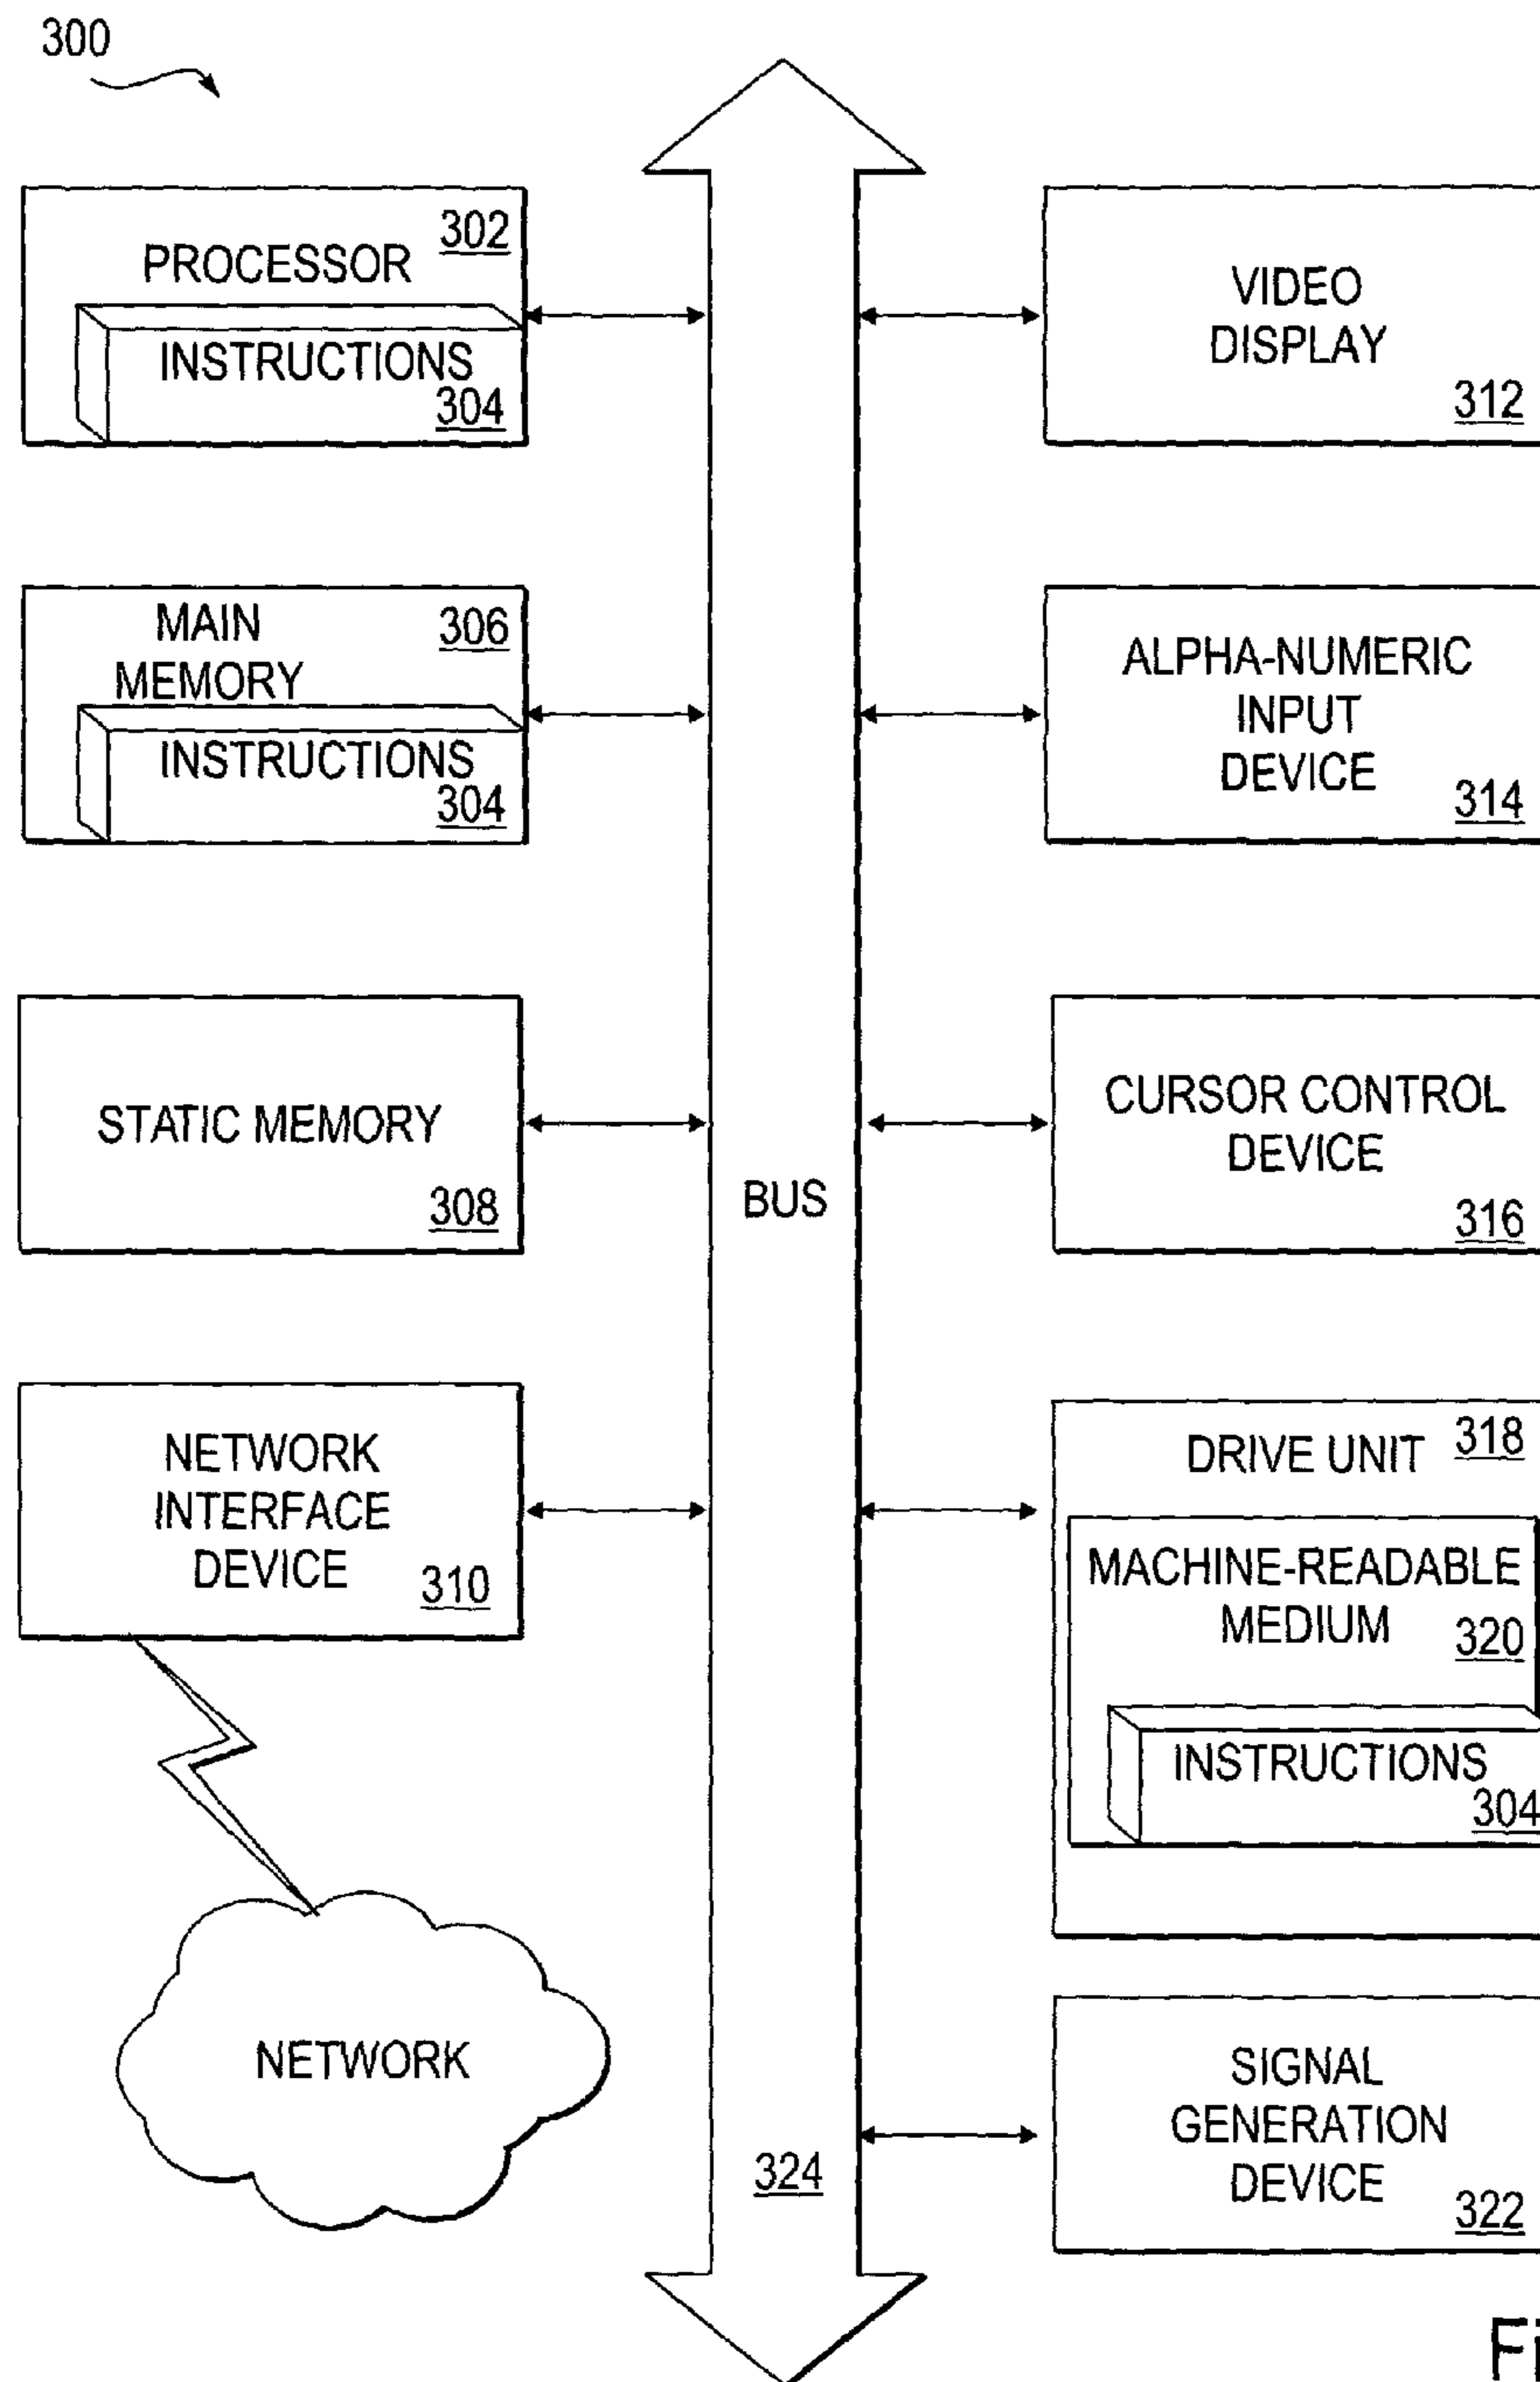 300
PROCESSOR
302
INSTRUCTIONS
304
MAIN
MEMORY
306
INSTRUCTIONS
304
STATIC MEMORY
308
NETWORK
INTERFACE
DEVICE
310
NETWORK
BUS
324
VIDEO
DISPLAY
312
ALPHA-NUMERIC
INPUT
DEVICE
314
CURSOR CONTROL
DEVICE
316
DRIVE UNIT
318
MACHINE-READABLE
MEDIUM
320
INSTRUCTIONS
304
SIGNAL
GENERATION
DEVICE
322
Fi